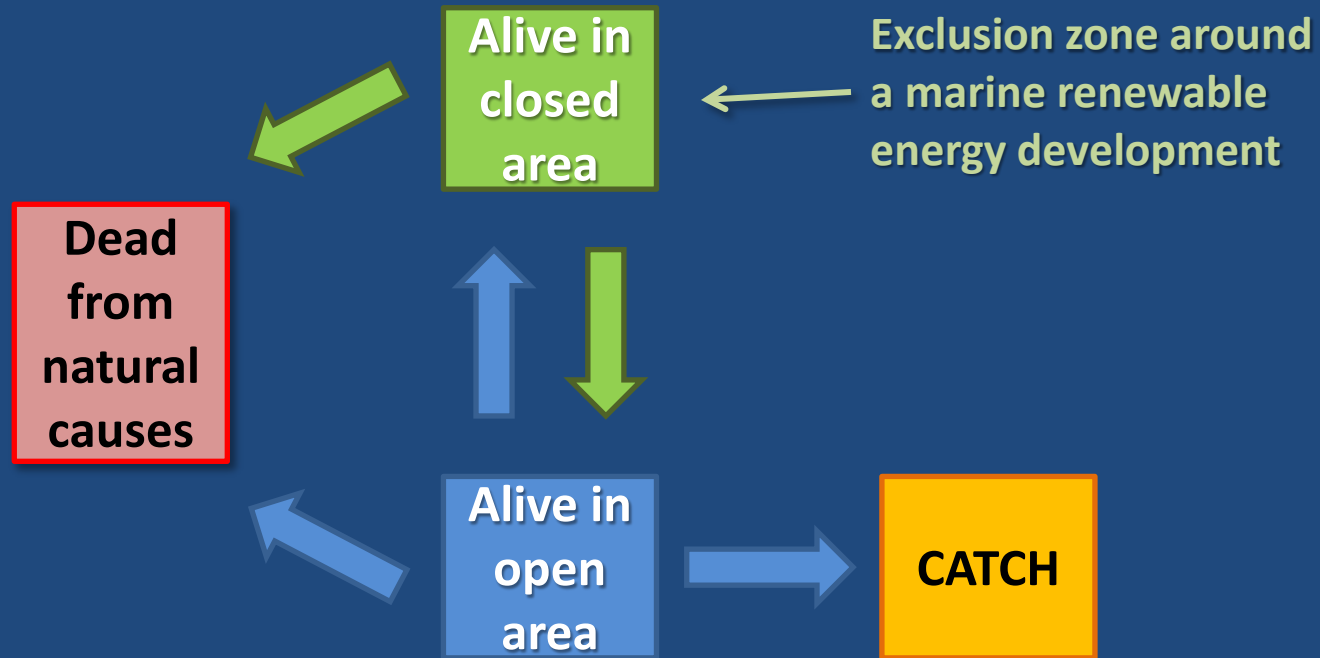 Alive in
closed
area
Exclusion zone around
a marine renewable
energy development
Dead
from
natural
causes
Alive in
open
area
CATCH